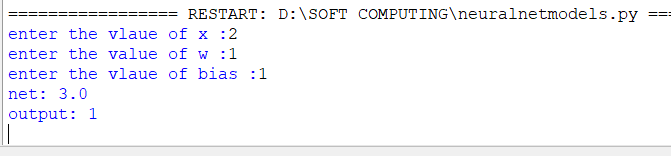 ================= RESTART: D:\SOFT COMPUTING\neuralnetmodels.py ==
enter the vlaue of x :2
enter the value of w :1
enter the vlaue of bias :1
net: 3.0
output: 1